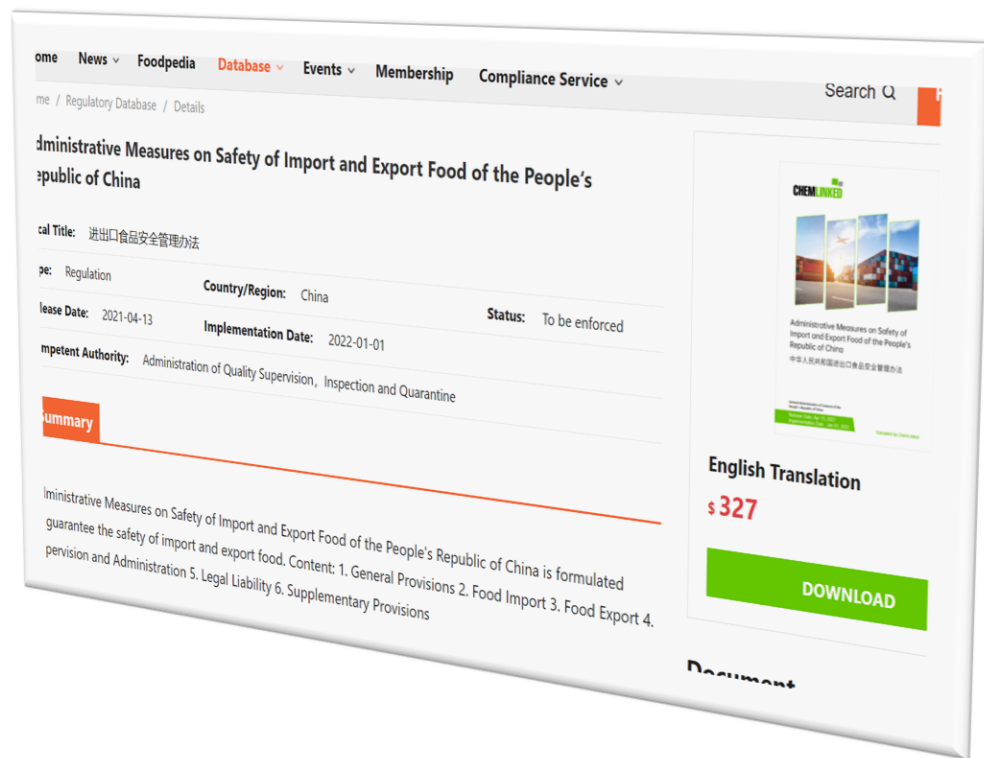 ome News Foodpedia Database Events Membership Compliance Service Search
me / Regulatory Database / Details
dministrative Measures on Safety of Import and Export Food of the People's
epublic of China
cal Title: 进出口食品安全管理办法
pe: Regulation Country/Region: China Status: To be enforced
lease Date: 2021-04-13 Implementation Date: 2022-01-01
mpetent Authority: Administration of Quality Supervision, Inspection and Quarantine
Summary
lministrative Measures on Safety of Import and Export Food of the People's Republic of China is formulated
guarantee the safety of import and export food. Content: 1. General Provisions 2. Food Import 3. Food Export 4.
pervision and Administration 5. Legal Liability 6. Supplementary Provisions
CHEMLINKED
Administrative Measures on Safety of
Import and Export Food of the People's
Republic of China
中华人民共和国进出口食品安全管理办法
English Translation
$ 327
DOWNLOAD
Document